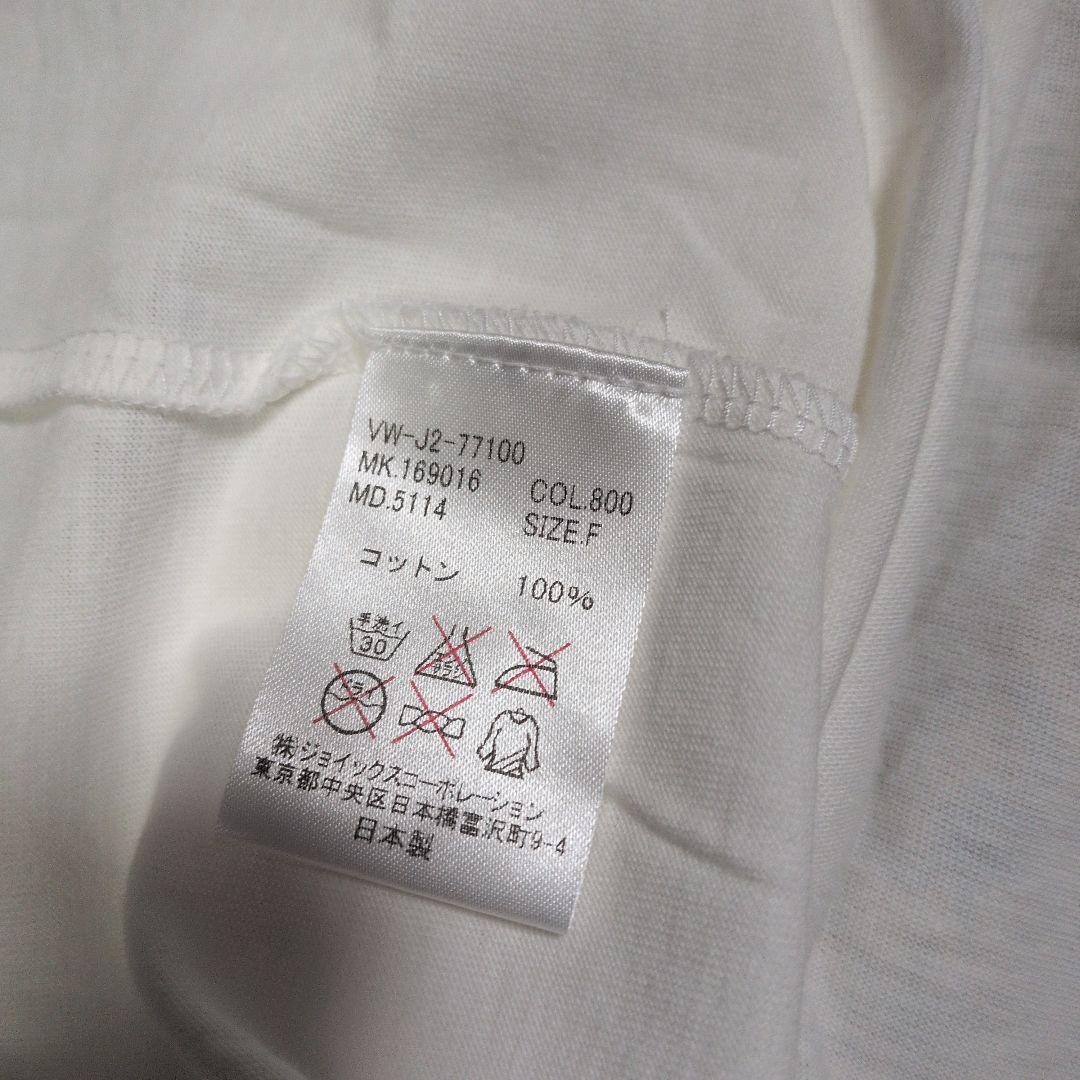 VW-J2-77100
MK.169016 COL.800
MD.5114 SIZE.F
コットン 100%
手洗イ
30
㈱ジョイックスコーポレーション
東京都中央区日本橋富沢町9-4
日本製